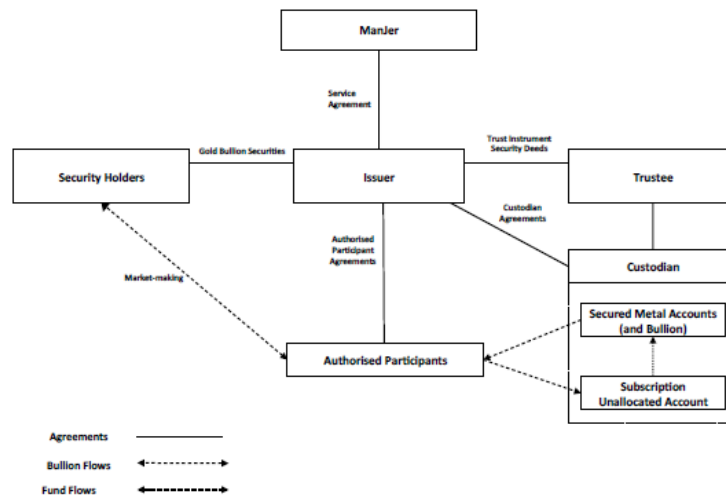 ManJer
Service
Agreement
Gold Bullion Securities
Trust Instrument
Security Deeds
Security Holders
Issuer
Trustee
Custodian
Agreements
Authorised
Participant
Agreements
Custodian
Market-making
Secured Metal Accounts
(and Bullion)
Authorised Participants
Subscription
Unallocated Account
Agreements
Bullion Flows
Fund Flows